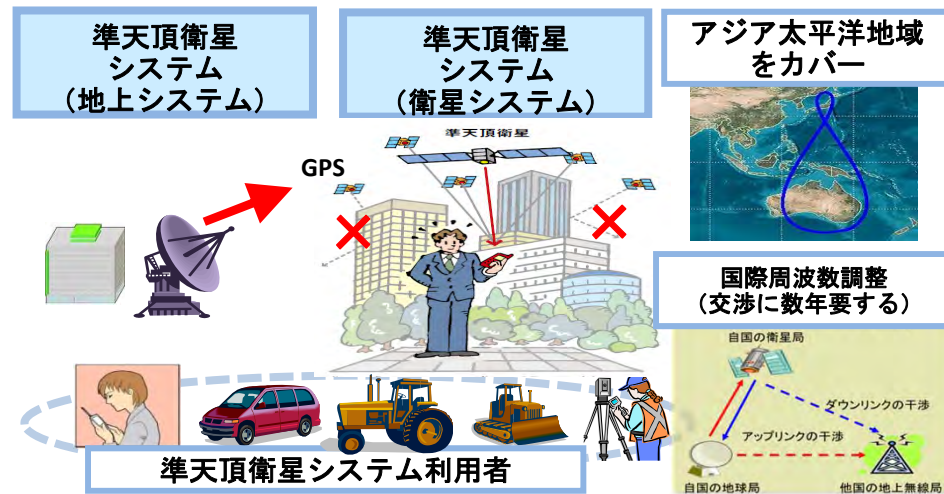 準天頂衛星
システム
（地上システム）
準天頂衛星
システム
（衛星システム）
アジア太平洋地域
をカバー
準天頂衛星
GPS
国際周波数調整
（交渉に数年要する）
自国の衛星局
ダウンリンクの干渉
アップリンクの干渉
自国の地球局
他国の地上無線局
準天頂衛星システム利用者